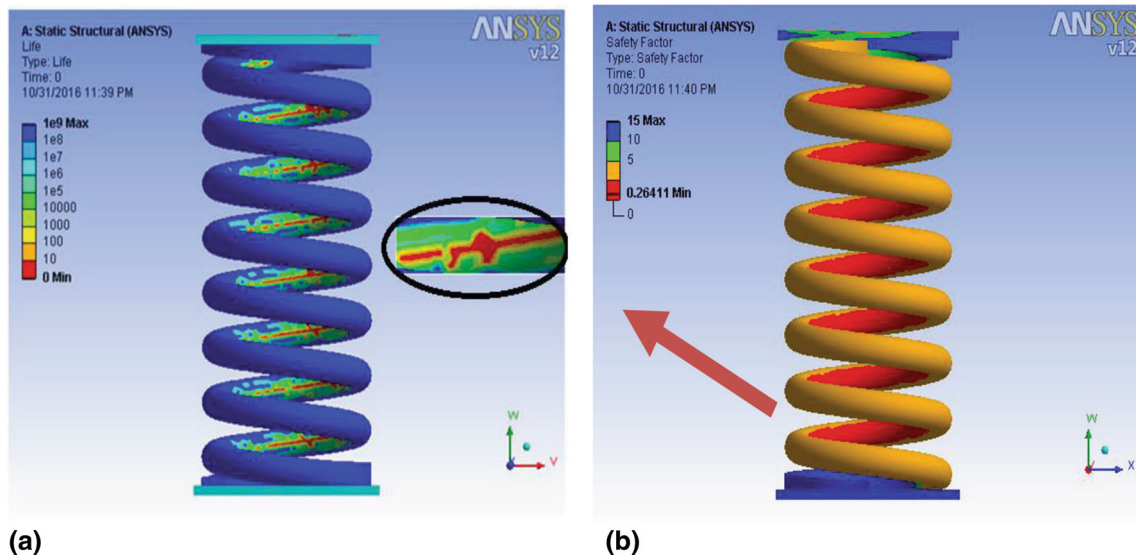 A: Static Structural (ANSYS)
Life
Type: Life
Time: 0
10/31/2016 11:39 PM
1e9 Max
1e8
1e7
1e6
1e5
10000
1000
100
10
0 Min
ANSYS
v12
W
V
(a)
A: Static Structural (ANSYS)
Safety Factor
Type: Safety Factor
Time: 0
10/31/2016 11:40 PM
15 Max
10
5
0.26411 Min
0
ANSYS
v12
W
X
(b)